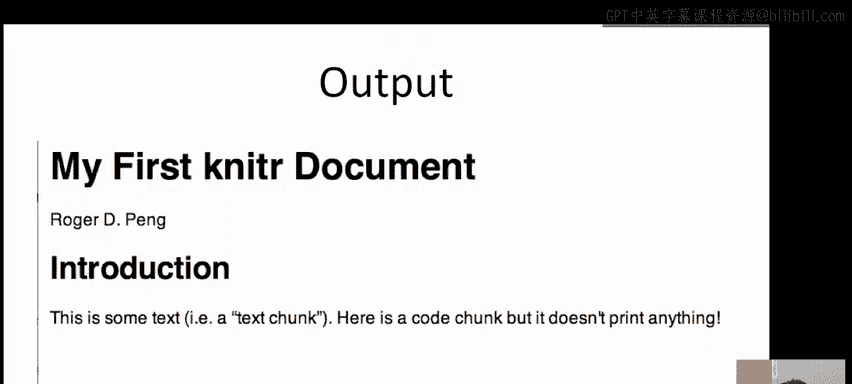 GPT中英字幕课程资源@bilibili.com
Output
My First knitr Document
Roger D. Peng
Introduction
This is some text (i.e. a “text chunk”). Here is a code chunk but it doesn't print anything!